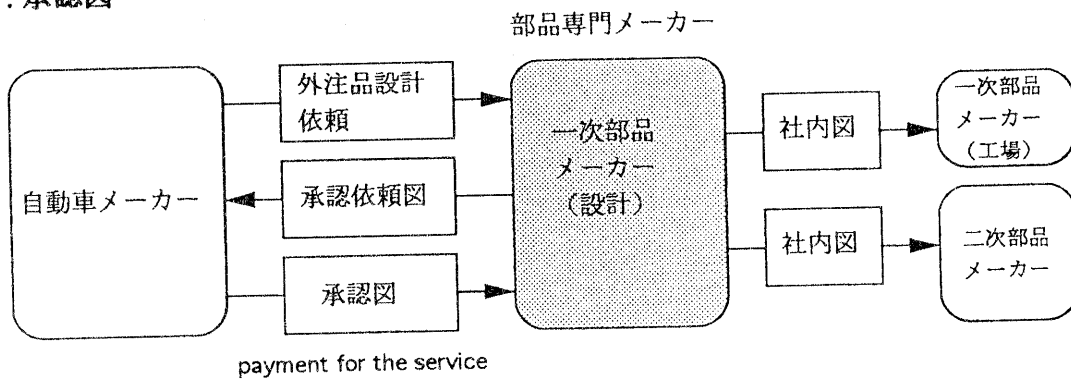 部品専門メーカー
自動車メーカー
外注品設計
依頼
承認依頼図
承認図
一次部品
メーカー
（設計）
社内図
社内図
一次部品
メーカー
（工場）
二次部品
メーカー
payment for the service